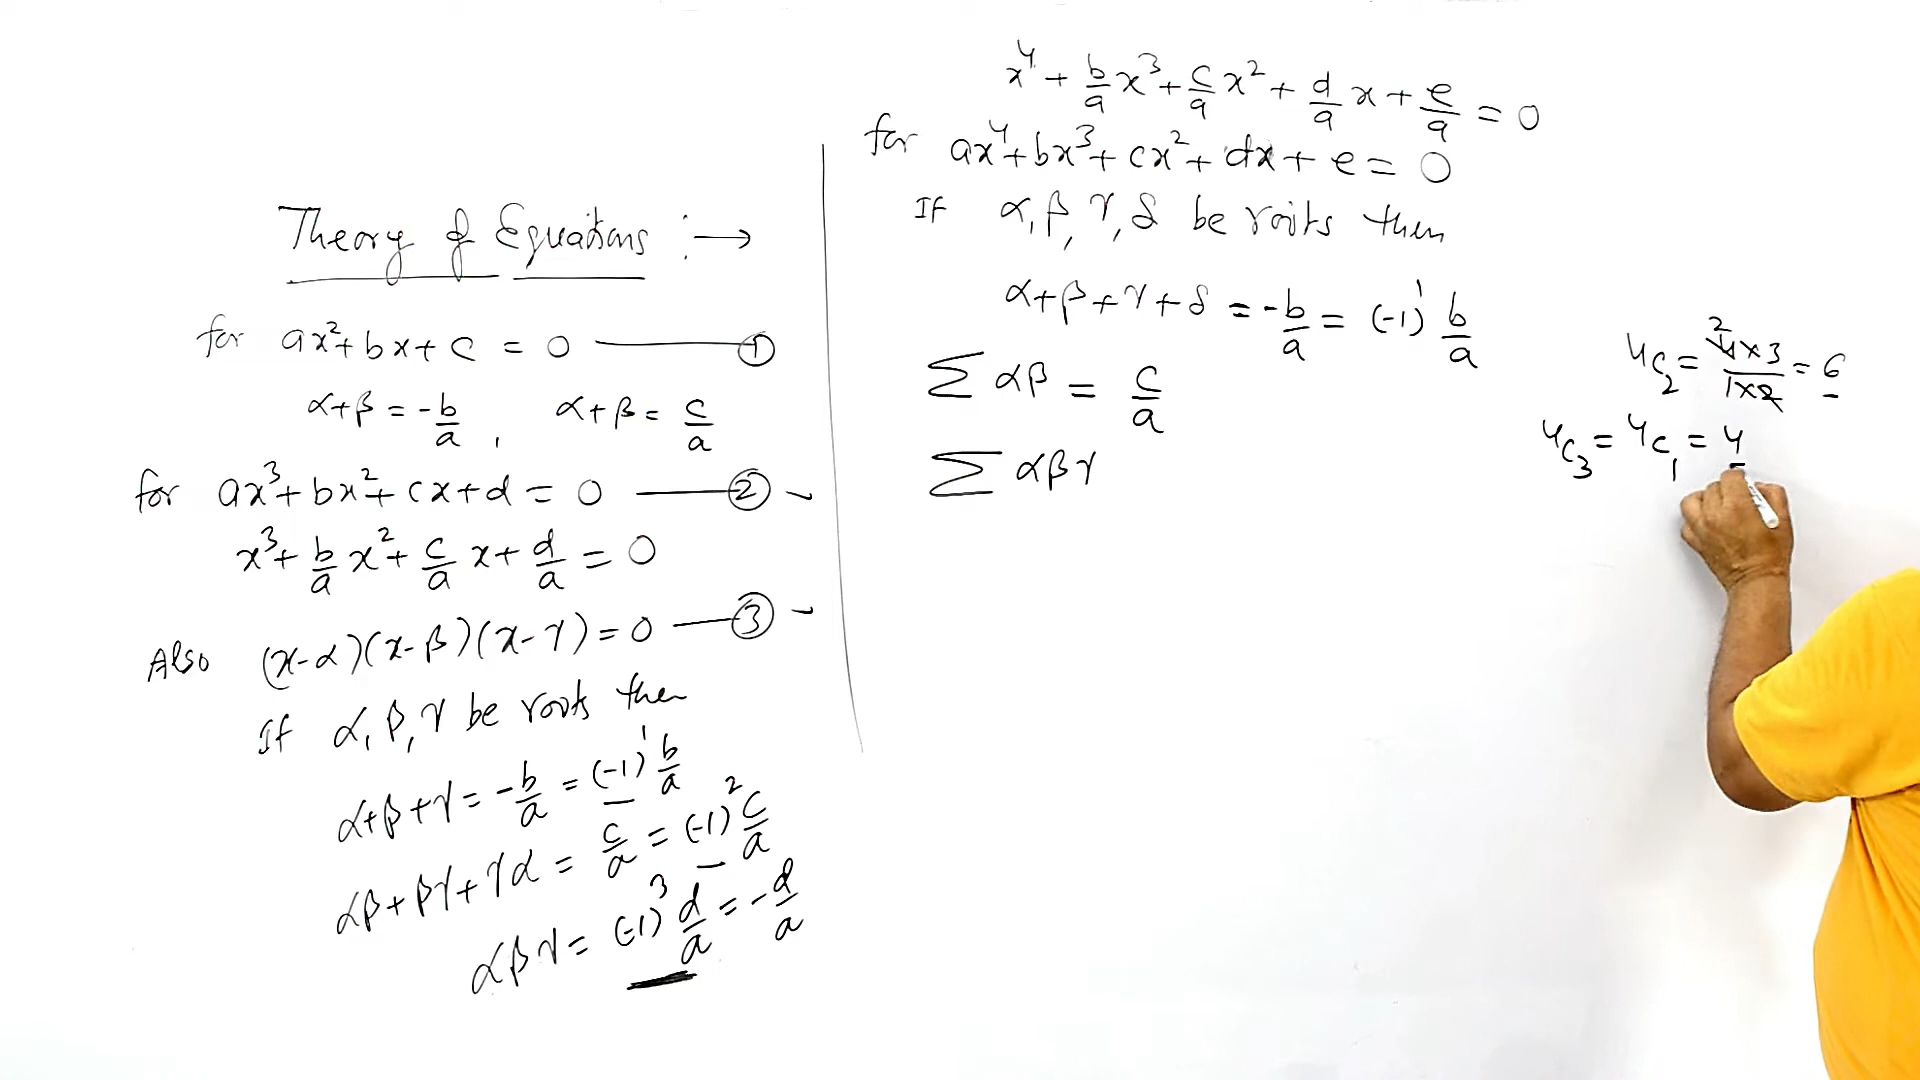 Theory of Equations :→
for ax²+bx+c = 0 ——— ①
α+β = -b/a , α+β = c/a
for ax³+bx²+cx+d = 0 ——— ②
x³+ b/a x²+ c/a x+ d/a = 0
Also (x-α)(x-β)(x-γ)=0 ——— ③
If α, β, γ be roots then
α+β+γ = -b/a = (-1)¹ b/a
αβ+βγ+γα = c/a = (-1)² c/a
αβγ = (-1)³ d/a = -d/a
x⁴ + b/a x³ + c/a x² + d/a x + e/a = 0
for ax⁴+bx³+cx²+dx+e = 0
If α, β, γ, δ be roots then
α+β+γ+δ = -b/a = (-1)¹ b/a
∑ αβ = c/a
∑ αβγ
4C₂ = 2 4×3/1×2 = 6
4C₃ = 4C₁ = 4